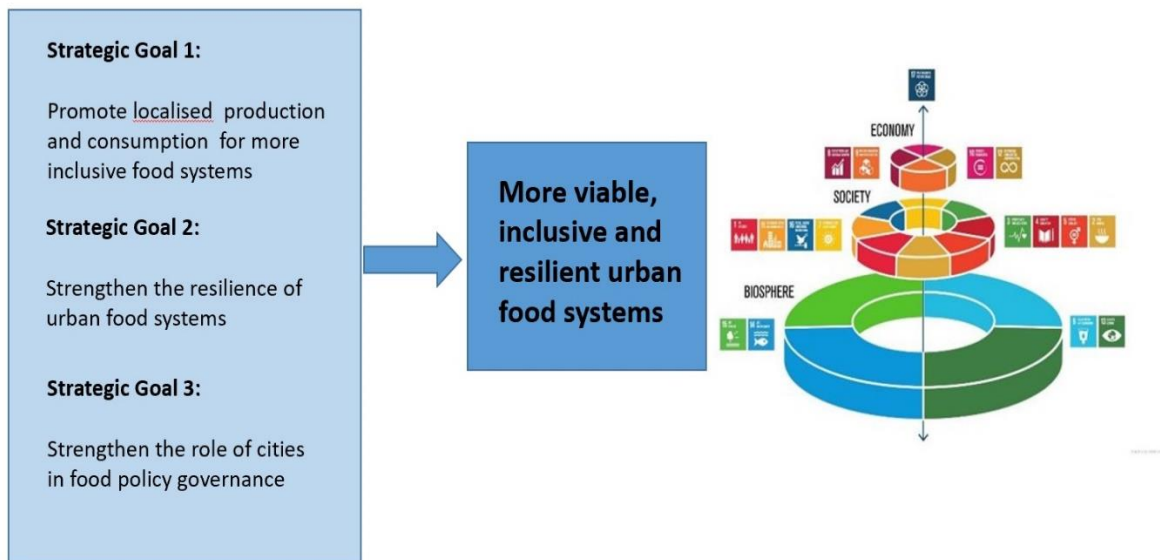 Strategic Goal 1:
Promote localised production
and consumption for more
inclusive food systems
Strategic Goal 2:
Strengthen the resilience of
urban food systems
Strategic Goal 3:
Strengthen the role of cities
in food policy governance
More viable,
inclusive and
resilient urban
food systems
ECONOMY
SOCIETY
BIOSPHERE